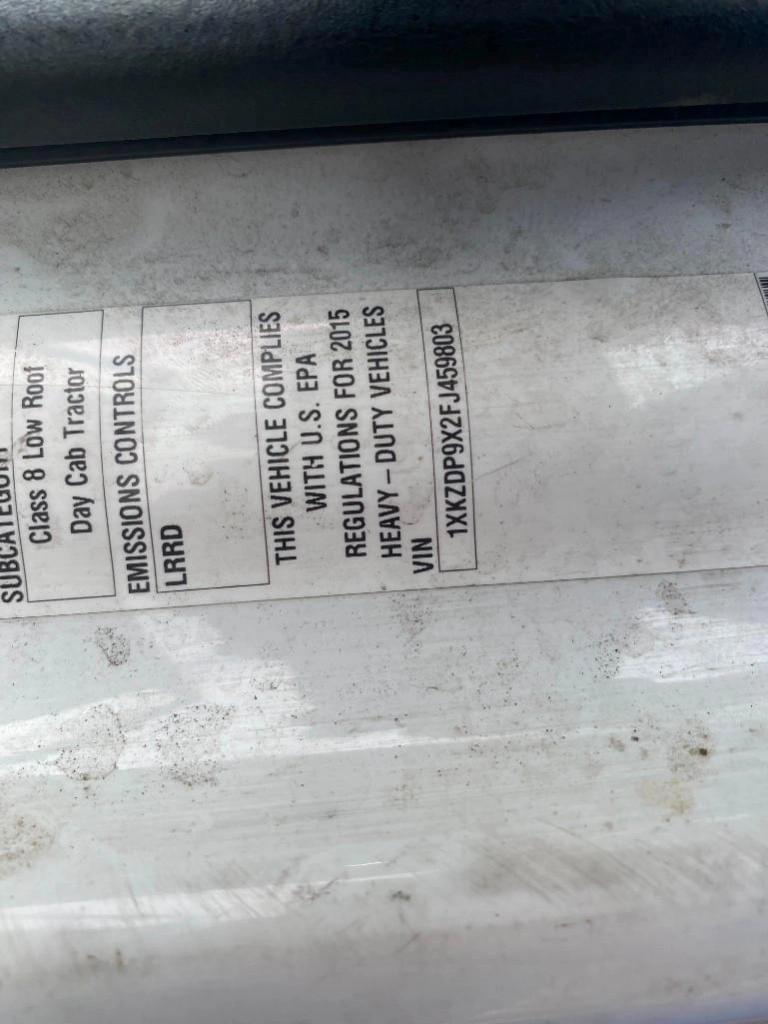 SUBCATEGORY
Class 8 Low Roof
Day Cab Tractor
EMISSIONS CONTROLS
LRRD
THIS VEHICLE COMPLIES
WITH U.S. EPA
REGULATIONS FOR 2015
HEAVY – DUTY VEHICLES
VIN
1XKZDP9X2FJ459803